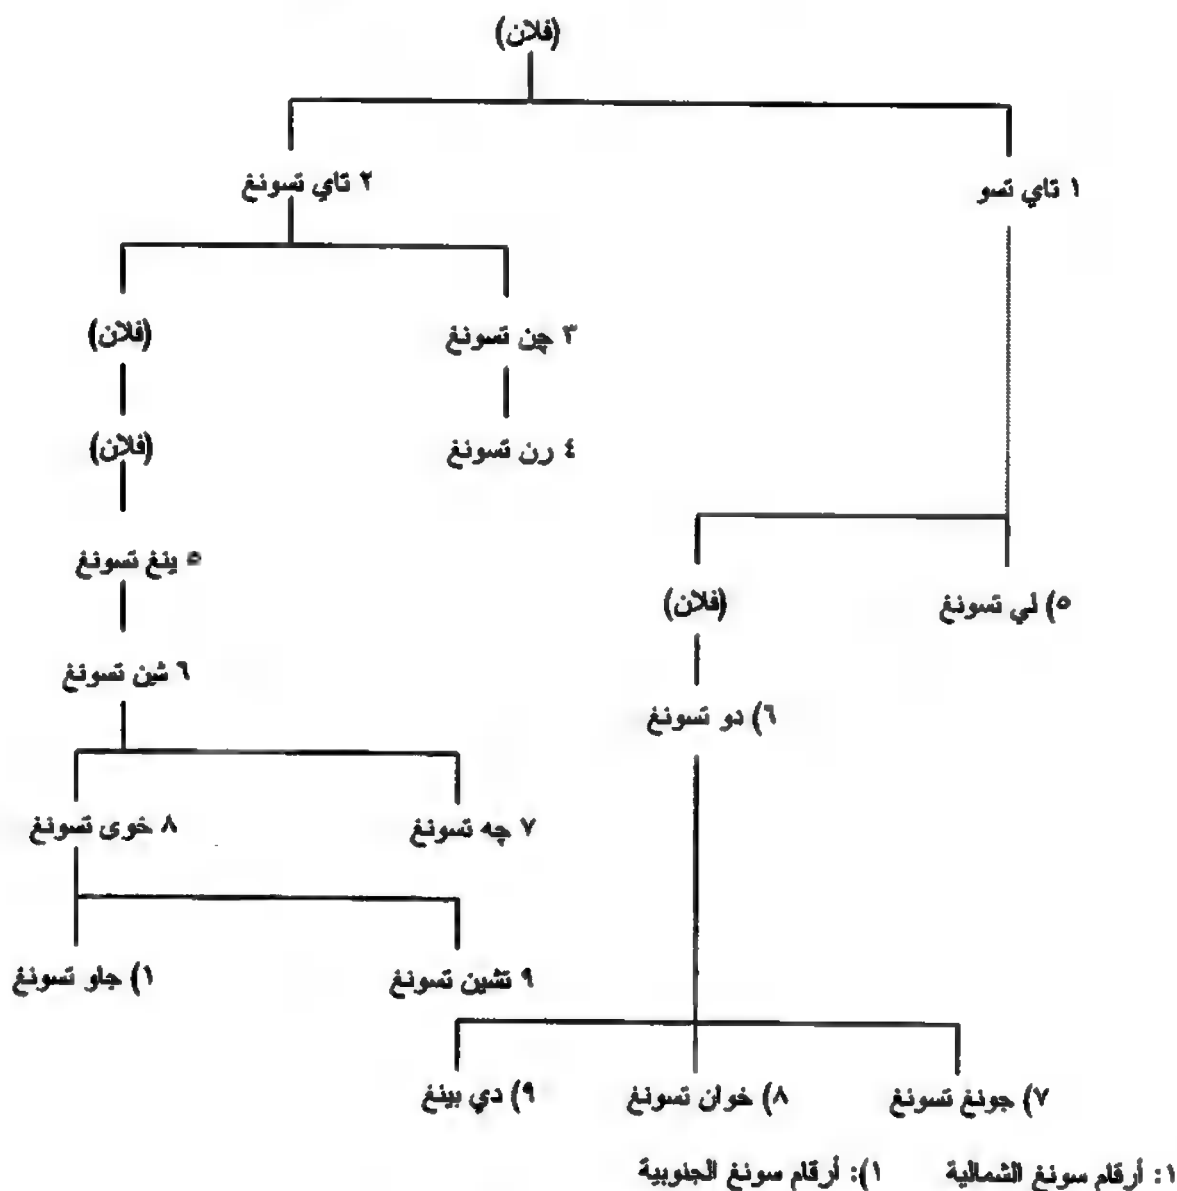 (فلان)
١ تاي تسو
٢ تاي تسونغ
٣ چن تسونغ
(فلان)
٤ رن تسونغ
(فلان)
٥ ينغ تسونغ
٥) لي تسونغ
(فلان)
٦ شن تسونغ
٦) دو تسونغ
٧ چه تسونغ
٨ خوى تسونغ
٩ تشين تسونغ
١) جاو تسونغ
٧) جونغ تسونغ
٨) خوان تسونغ
٩) دي بينغ
١: أرقام سونغ الشمالية
١): أرقام سونغ الجنوبية